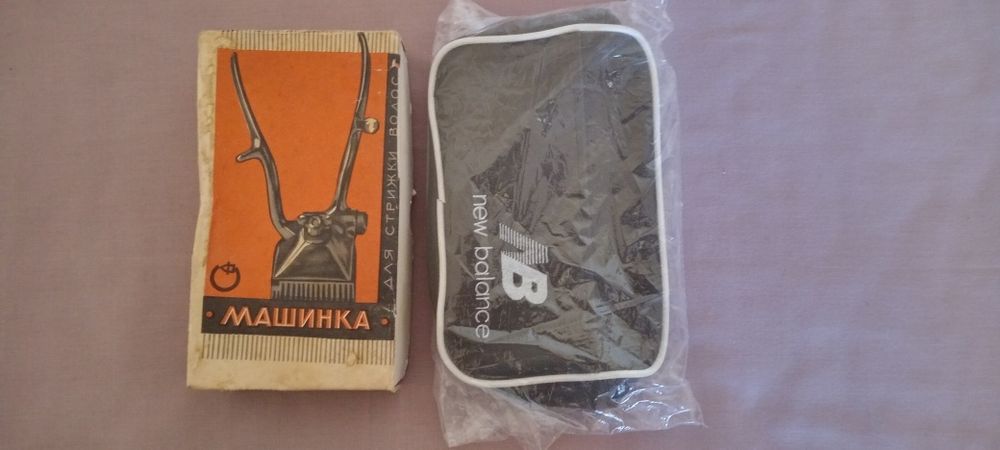 ДЛЯ СТРИЖКИ ВОЛОС
• МАШИНКА •
NB
new balance